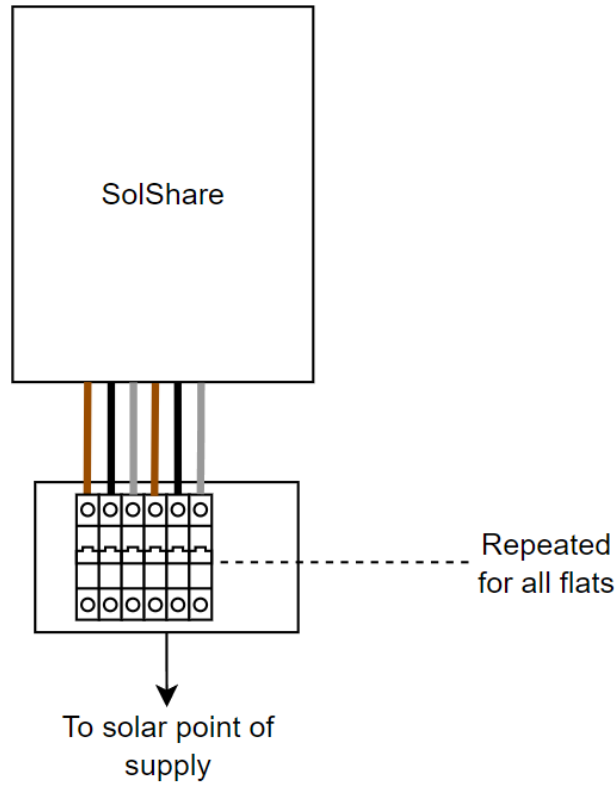 SolShare
Repeated
for all flats
To solar point of
supply